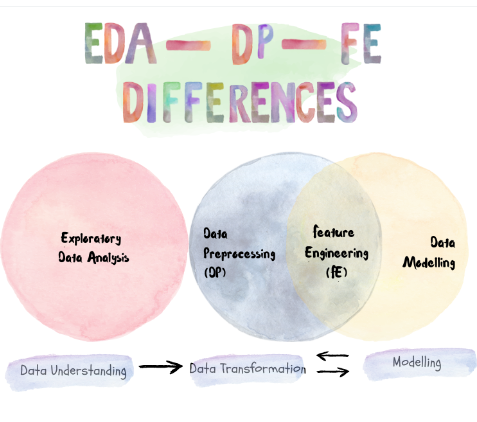 EDA — DP — FE
DIFFERENCES
Exploratory
Data Analysis
Data
Preprocessing
(DP)
feature
Engineering
(fE)
Data
Modelling
Data Understanding
Data Transformation
Modelling